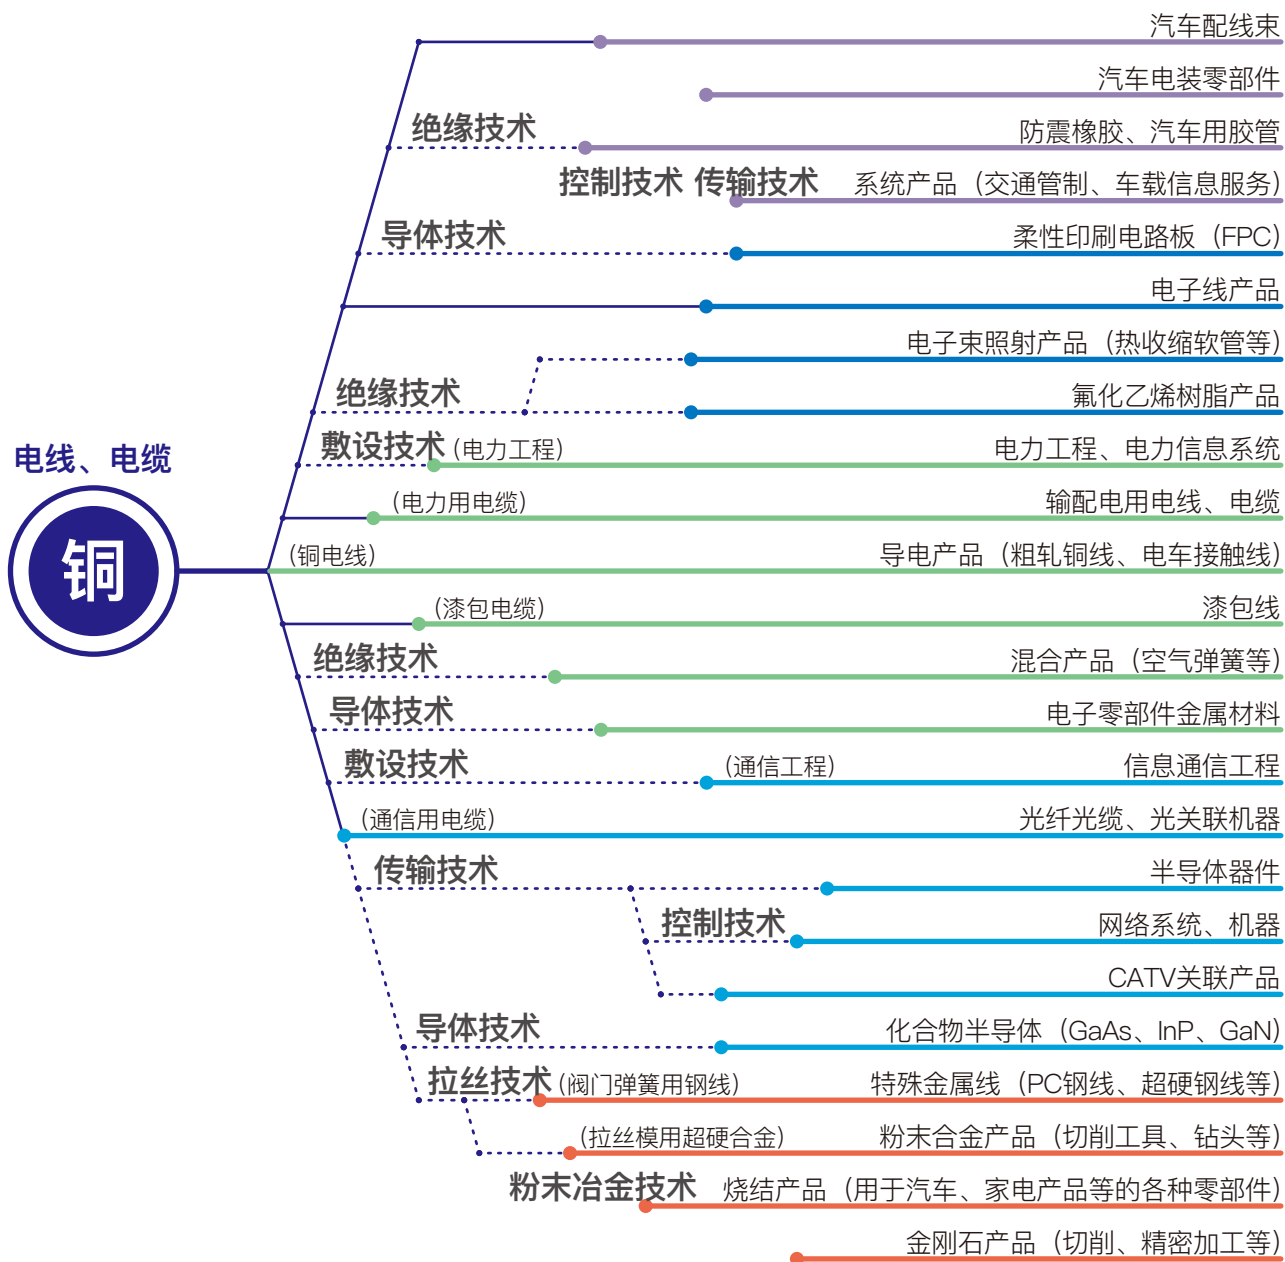 汽车配线束
汽车电装零部件
绝缘技术
防震橡胶、汽车用胶管
控制技术 传输技术 系统产品（交通管制、车载信息服务）
导体技术
柔性印刷电路板（FPC）
电子线产品
电子束照射产品（热收缩软管等）
绝缘技术
氟化乙烯树脂产品
电线、电缆
铜
敷设技术（电力工程） 电力工程、电力信息系统
（电力用电缆） 输配电用电线、电缆
（铜电线） 导电产品（粗轧铜线、电车接触线）
（漆包电缆） 漆包线
绝缘技术 混合产品（空气弹簧等）
导体技术 电子零部件金属材料
敷设技术 （通信工程） 信息通信工程
（通信用电缆） 光纤光缆、光关联机器
传输技术 半导体器件
控制技术 网络系统、机器
CATV关联产品
导体技术 化合物半导体（GaAs、InP、GaN）
拉丝技术（阀门弹簧用钢线） 特殊金属线（PC钢线、超硬钢线等）
（拉丝模用超硬合金） 粉末合金产品（切削工具、钻头等）
粉末冶金技术 烧结产品（用于汽车、家电产品等的各种零部件）
金刚石产品（切削、精密加工等）